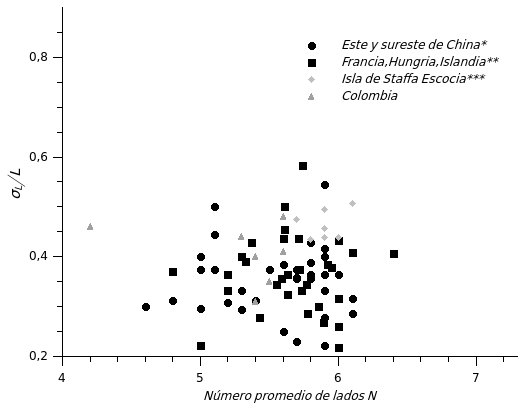 0,8
0,6
0,4
0,2
σL/L
Este y sureste de China*
Francia,Hungria,Islandia**
Isla de Staffa Escocia***
Colombia
4 5 6 7
Número promedio de lados N